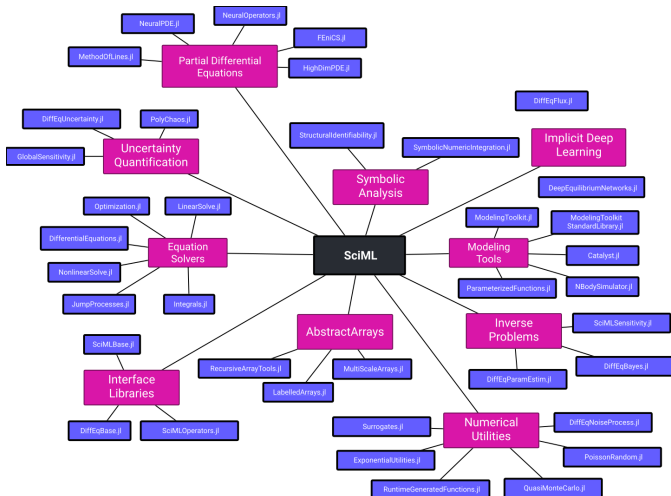 NeuralPDE.jl
NeuralOperators.jl
FEniCS.jl
MethodOfLines.jl
Partial Differential
Equations
HighDimPDE.jl
DiffEqFlux.jl
DiffEqUncertainty.jl
PolyChaos.jl
GlobalSensitivity.jl
Uncertainty
Quantification
StructuralIdentifiability.jl
SymbolicNumericIntegration.jl
Symbolic
Analysis
Implicit Deep
Learning
DeepEquilibriumNetworks.jl
Optimization.jl
LinearSolve.jl
DifferentialEquations.jl
Equation
Solvers
NonlinearSolve.jl
JumpProcesses.jl
Integrals.jl
SciML
ModelingToolkit.jl
ModelingToolkit
StandardLibrary.jl
Modeling
Tools
Catalyst.jl
ParameterizedFunctions.jl
NBodySimulator.jl
SciMLBase.jl
Interface
Libraries
DiffEqBase.jl
SciMLOperators.jl
AbstractArrays
RecursiveArrayTools.jl
MultiScaleArrays.jl
LabelledArrays.jl
Inverse
Problems
SciMLSensitivity.jl
DiffEqBayes.jl
DiffEqParamEstim.jl
Surrogates.jl
Numerical
Utilities
DiffEqNoiseProcess.jl
ExponentialUtilities.jl
PoissonRandom.jl
RuntimeGeneratedFunctions.jl
QuasiMonteCarlo.jl